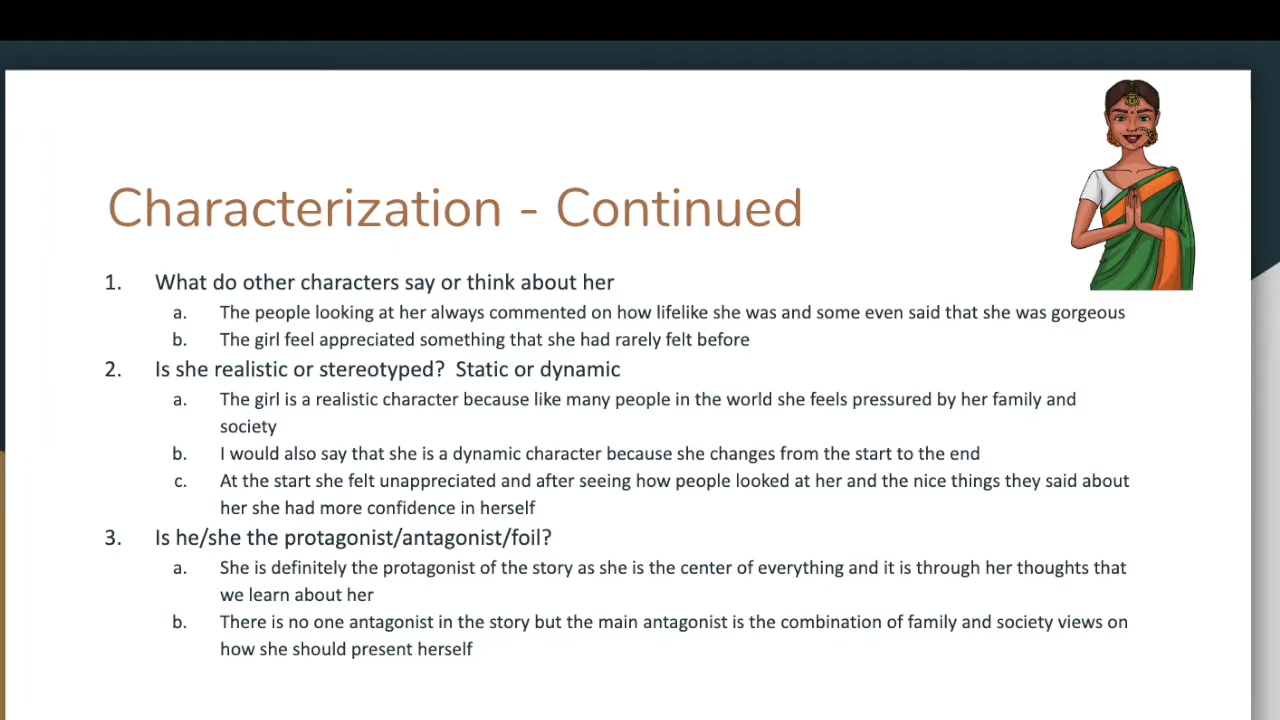 Characterization - Continued
1. What do other characters say or think about her
a. The people looking at her always commented on how lifelike she was and some even said that she was gorgeous
b. The girl feel appreciated something that she had rarely felt before
2. Is she realistic or stereotyped?  Static or dynamic
a. The girl is a realistic character because like many people in the world she feels pressured by her family and
society
b. I would also say that she is a dynamic character because she changes from the start to the end
c. At the start she felt unappreciated and after seeing how people looked at her and the nice things they said about
her she had more confidence in herself
3. Is he/she the protagonist/antagonist/foil?
a. She is definitely the protagonist of the story as she is the center of everything and it is through her thoughts that
we learn about her
b. There is no one antagonist in the story but the main antagonist is the combination of family and society views on
how she should present herself